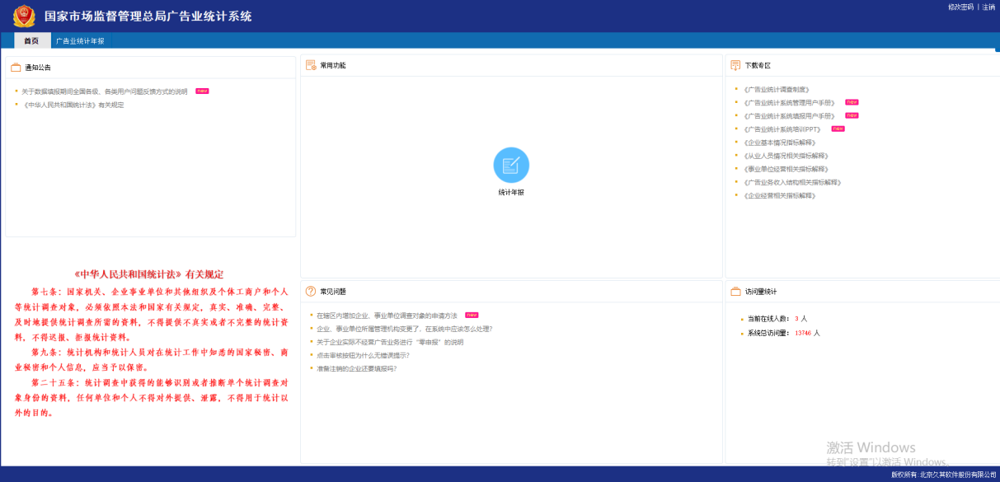 国家市场监督管理总局广告业统计系统
修改密码 | 注销
首页
广告业统计年报
通知公告
关于数据填报期间全国各级、各类用户问题反馈方式的说明 new
《中华人民共和国统计法》有关规定
《中华人民共和国统计法》有关规定
第七条：国家机关、企业事业单位和其他组织及个体工商户和个人
等统计调查对象，必须依照本法和国家有关规定，真实、准确、完整、
及时地提供统计调查所需的资料，不得提供不真实或者不完整的统计资
料，不得迟报、拒报统计资料。
第九条：统计机构和统计人员对在统计工作中知悉的国家秘密、商
业秘密和个人信息，应当予以保密。
第二十五条：统计调查中获得的能够识别或者推断单个统计调查对
象身份的资料，任何单位和个人不得对外提供、泄露，不得用于统计以
外的目的。
常用功能
统计年报
常见问题
在辖区内增加企业、事业单位调查对象的申请方法 new
企业、事业单位所属管理机构变更了，在系统中应该怎么处理?
关于企业实际不经营广告业务进行“零申报”的说明
点击审核按钮为什么无错误提示?
准备注销的企业还要填报吗?
下载专区
《广告业统计调查制度》
《广告业统计系统管理用户手册》 new
《广告业统计系统填报用户手册》 new
《广告业统计系统培训PPT》 new
《企业基本情况指标解释》
《从业人员情况相关指标解释》
《事业单位经营相关指标解释》
《广告业务收入结构相关指标解释》
《企业经营相关指标解释》
访问量统计
当前在线人数： 3 人
系统总访问量： 13746 人
激活 Windows
转到"设置"以激活 Windows。
版权所有:北京久其软件股份有限公司